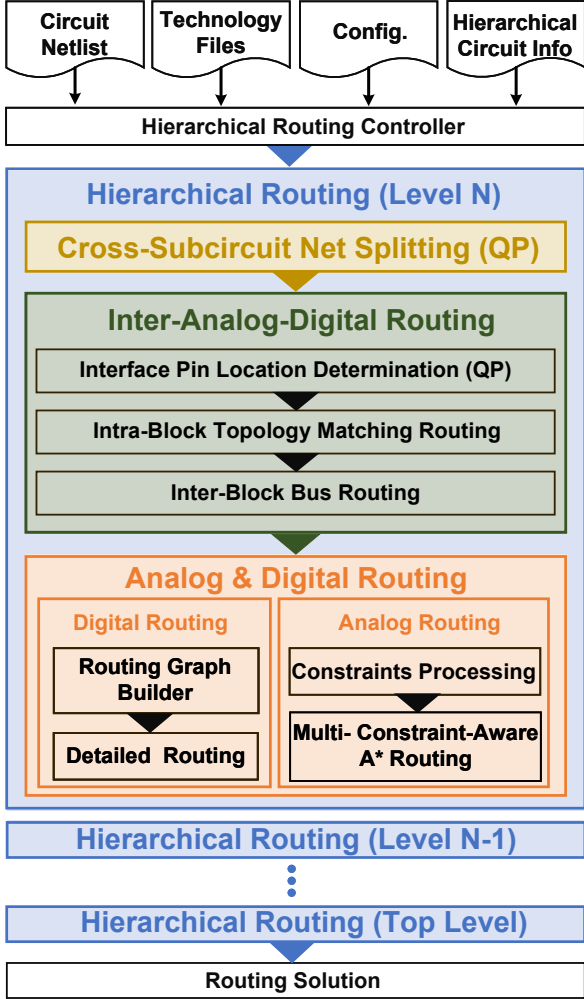 Circuit
Netlist
Technology
Files
Config.
Hierarchical
Circuit Info
Hierarchical Routing Controller
Hierarchical Routing (Level N)
Cross-Subcircuit Net Splitting (QP)
Inter-Analog-Digital Routing
Interface Pin Location Determination (QP)
Intra-Block Topology Matching Routing
Inter-Block Bus Routing
Analog & Digital Routing
Digital Routing
Routing Graph
Builder
Detailed Routing
Analog Routing
Constraints Processing
Multi- Constraint-Aware
A* Routing
Hierarchical Routing (Level N-1)
Hierarchical Routing (Top Level)
Routing Solution